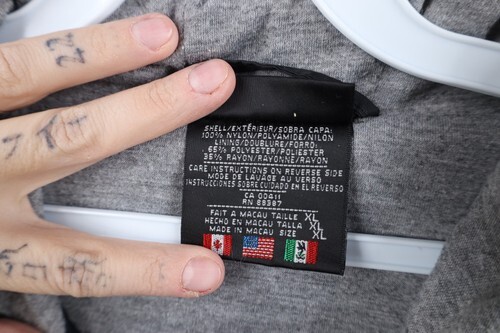 SHELL/EXTÉRIEUR/SOBRA CAPA:
100% NYLON/POLYAMIDE/NILON
LINING/DOUBLURE/FORRO:
65% POLYESTER/POLIESTER
35% RAYON/RAYONNE/RAYON
CARE INSTRUCTIONS ON REVERSE SIDE
MODE DE LAVAGE AU VERSO
INSTRUCCIONES SOBRE CUIDADO EN EL REVERSO
CA 00411
RN 88387
FAIT A MACAU TAILLE XL
HECHO EN MACAU SIZE XL
MADE IN MACAU SIZE XL